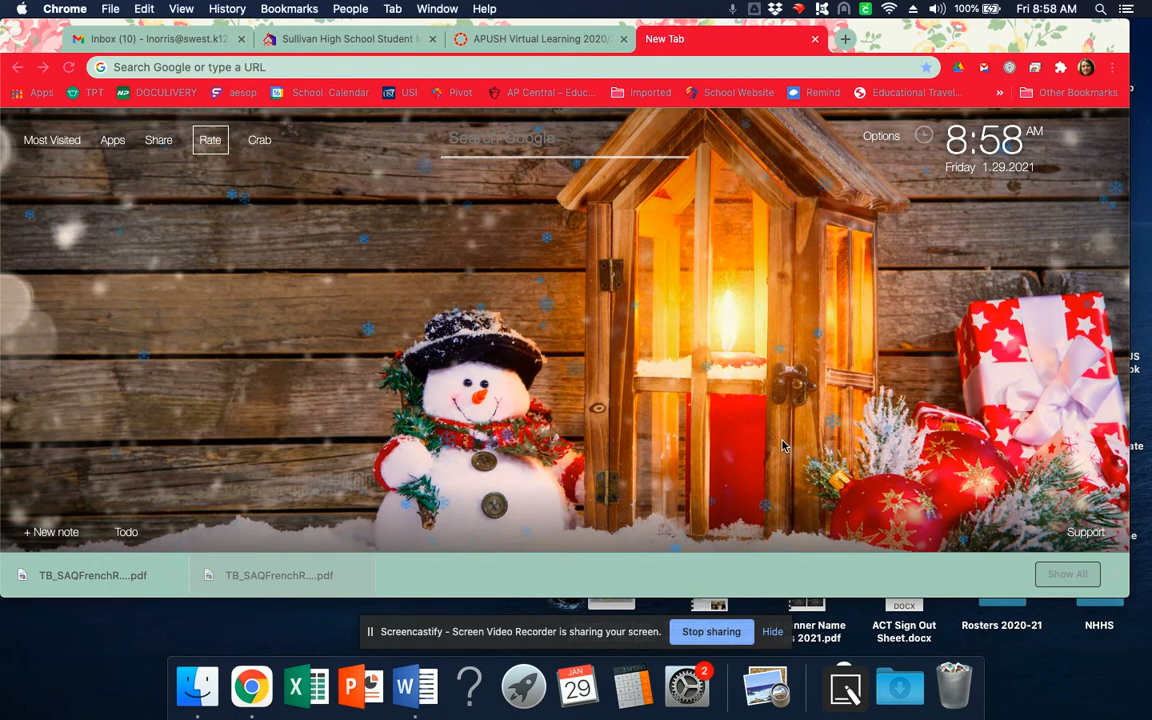 Chrome File Edit View History Bookmarks People Tab Window Help 100% Fri 8:58 AM
Inbox (10) - lnorris@swest.k12 Sullivan High School Student M APUSH Virtual Learning 2020/ New Tab
Search Google or type a URL
Apps TPT DOCULIVERY aesop School Calendar USI Pivot AP Central – Educ... Imported School Website Remind Educational Travel... » Other Bookmarks
Most Visited Apps Share Rate Crab Search Google Options 8:58 AM
Friday 1.29.2021
+ New note Todo Support
TB_SAQFrenchR....pdf TB_SAQFrenchR....pdf Show All
Screencastify - Screen Video Recorder is sharing your screen. Stop sharing Hide
nner Name
s 2021.pdf
DOCX
ACT Sign Out
Sheet.docx
Rosters 2020-21
NHHS
JAN
29
2